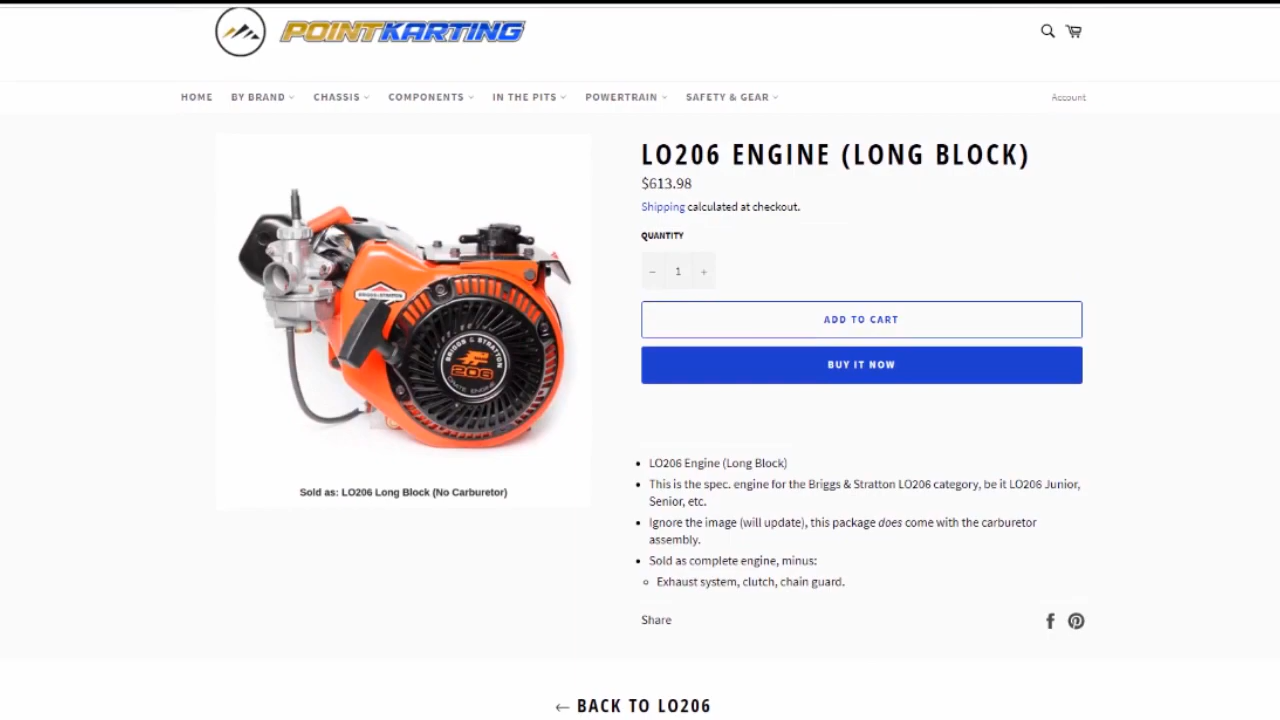 POINTKARTING
HOME BY BRAND CHASSIS COMPONENTS IN THE PITS POWERTRAIN SAFETY & GEAR Account
LO206 ENGINE (LONG BLOCK)
$613.98
Shipping calculated at checkout.
QUANTITY
− 1 +
ADD TO CART
BUY IT NOW
BRIGGS & STRATTON
BRIGGS & STRATTON
206
CRATE ENGINE
Sold as: LO206 Long Block (No Carburetor)
• LO206 Engine (Long Block)
• This is the spec. engine for the Briggs & Stratton LO206 category, be it LO206 Junior,
Senior, etc.
• Ignore the image (will update), this package does come with the carburetor
assembly.
• Sold as complete engine, minus:
◦ Exhaust system, clutch, chain guard.
Share
← BACK TO LO206